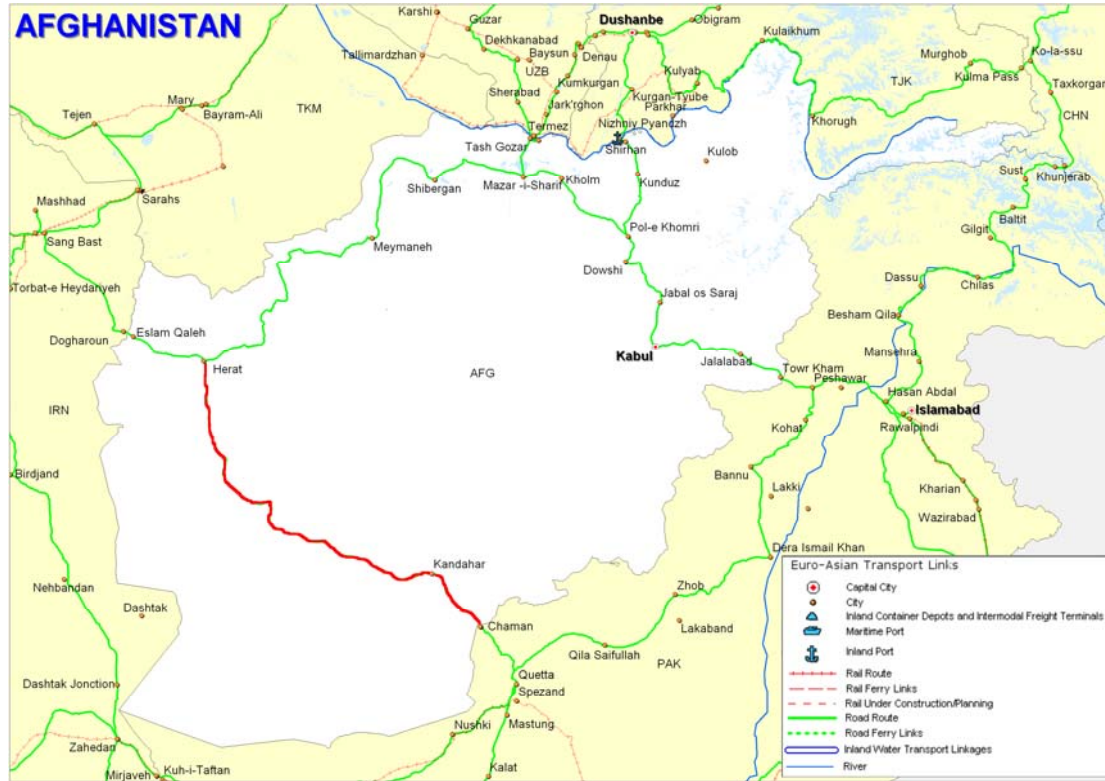 AFGHANISTAN
Karshi
Guzar
Dushanbe
Obigram
Kulaikhum
Tallimardzhan
Dekhkanabad
Baysun
Denau
Murghob
Ko-la-ssu
UZB
Kumkurgan
Kulyab
TJK
Kulma Pass
Mary
TKM
Sherabad
Kurgan-Tyube
Taxkorgan
Tejen
Bayram-Ali
Jark'rghon
Parkhar
Khorugh
Termez
Nizhniy Pyandzh
CHN
Tash Gozar
Shirhan
Kulob
Sust
Khunjerab
Shibergan
Mazar -i-Sharif
Kholm
Kunduz
Mashhad
Sarahs
Baltit
Sang Bast
Meymaneh
Pol-e Khomri
Gilgit
Dowshi
Torbat-e Heydariyeh
Dassu
Chilas
Jabal os Saraj
Eslam Qaleh
Besham Qila
Dogharoun
Kabul
Jalalabad
Mansehra
Herat
AFG
Towr Kham
Peshawar
Hasan Abdal
IRN
Islamabad
Kohat
Rawalpindi
Birdjand
Bannu
Lakki
Kharian
Wazirabad
Dera Ismail Khan
Kandahar
Nehbandan
Zhob
Dashtak
Chaman
Lakaband
Qila Saifullah
PAK
Quetta
Dashtak Jonction
Spezand
Nushki
Mastung
Zahedan
Mirjaveh
Kuh-i-Taftan
Kalat
Euro-Asian Transport Links
Capital City
City
Inland Container Depots and Intermodal Freight Terminals
Maritime Port
Inland Port
Rail Route
Rail Ferry Links
Rail Under Construction/Planning
Road Route
Road Ferry Links
Inland Water Transport Linkages
River